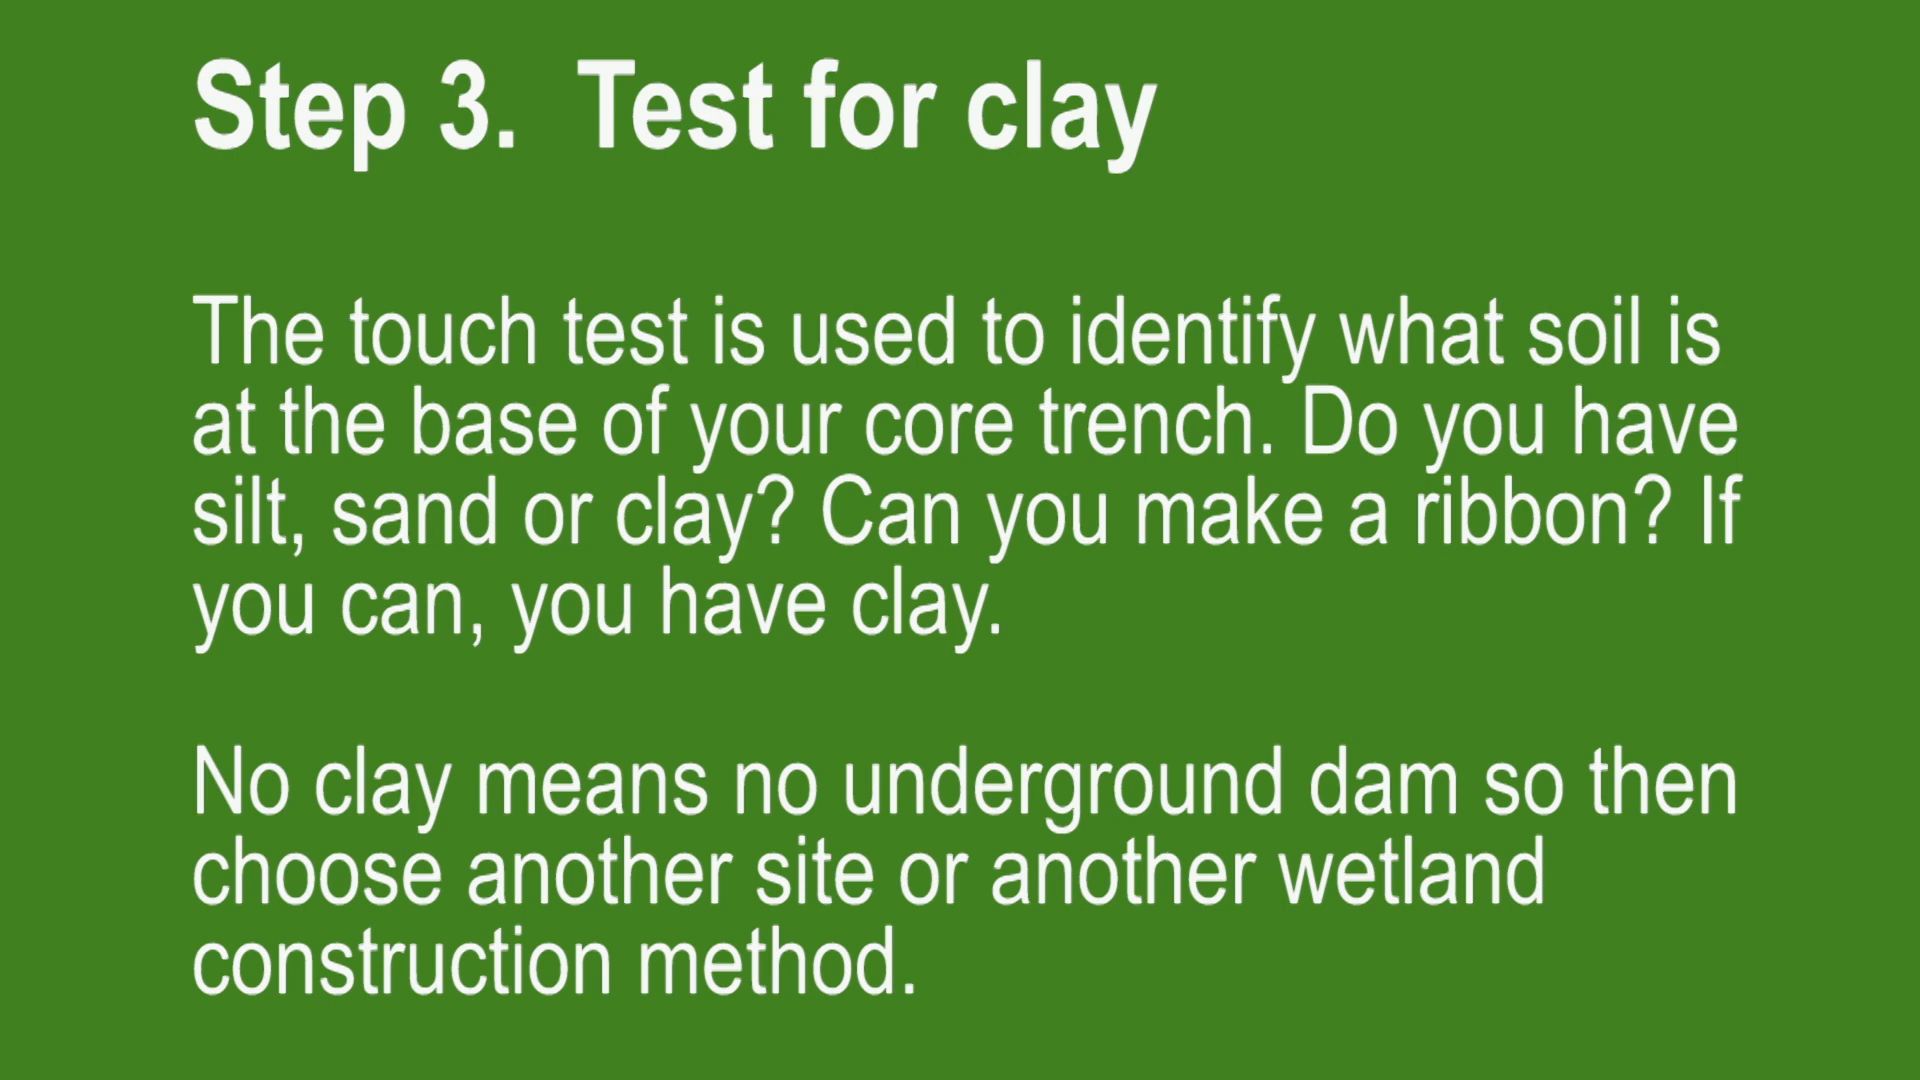 Step 3.  Test for clay
The touch test is used to identify what soil is
at the base of your core trench. Do you have
silt, sand or clay? Can you make a ribbon? If
you can, you have clay.
No clay means no underground dam so then
choose another site or another wetland
construction method.